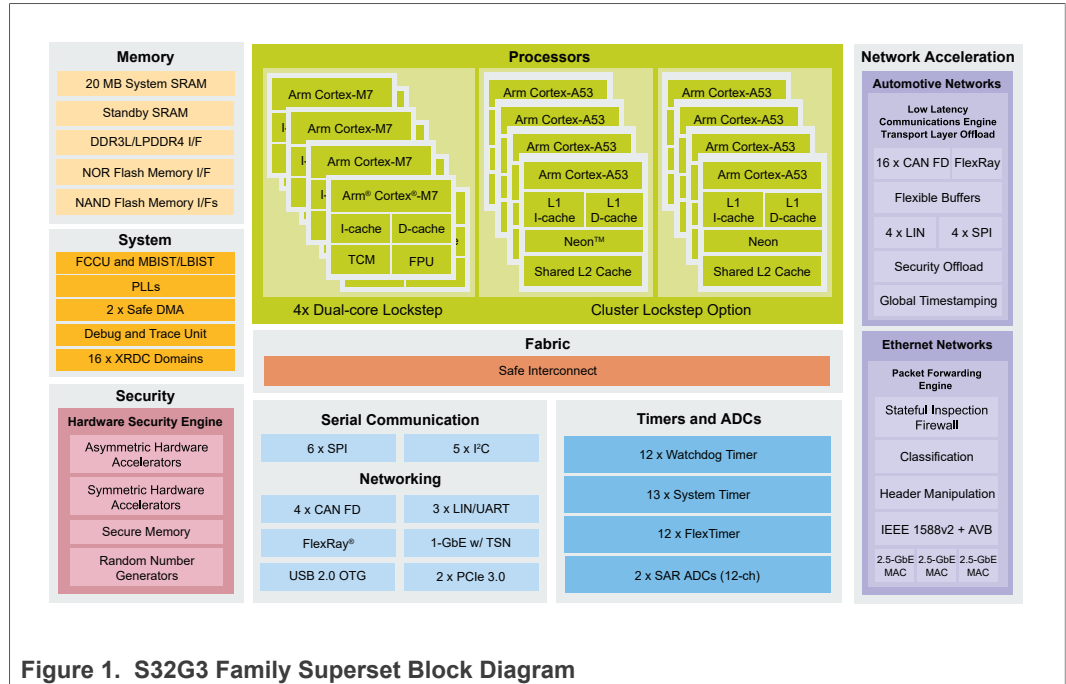 Memory
20 MB System SRAM
Standby SRAM
DDR3L/LPDDR4 I/F
NOR Flash Memory I/F
NAND Flash Memory I/Fs
System
FCCU and MBIST/LBIST
PLLs
2 x Safe DMA
Debug and Trace Unit
16 x XRDC Domains
Security
Hardware Security Engine
Asymmetric Hardware
Accelerators
Symmetric Hardware
Accelerators
Secure Memory
Random Number
Generators
Processors
Arm Cortex-M7
Arm Cortex-M7
Arm Cortex-M7
Arm® Cortex®-M7
I-cache D-cache
TCM FPU
4x Dual-core Lockstep
Arm Cortex-A53
Arm Cortex-A53
Arm Cortex-A53
Arm Cortex-A53
L1 L1
I-cache D-cache
Neon™
Shared L2 Cache
Arm Cortex-A53
Arm Cortex-A53
Arm Cortex-A53
Arm Cortex-A53
L1 L1
I-cache D-cache
Neon
Shared L2 Cache
Cluster Lockstep Option
Fabric
Safe Interconnect
Serial Communication
6 x SPI 5 x I²C
Networking
4 x CAN FD 3 x LIN/UART
FlexRay® 1-GbE w/ TSN
USB 2.0 OTG 2 x PCIe 3.0
Timers and ADCs
12 x Watchdog Timer
13 x System Timer
12 x FlexTimer
2 x SAR ADCs (12-ch)
Network Acceleration
Automotive Networks
Low Latency
Communications Engine
Transport Layer Offload
16 x CAN FD FlexRay
Flexible Buffers
4 x LIN 4 x SPI
Security Offload
Global Timestamping
Ethernet Networks
Packet Forwarding
Engine
Stateful Inspection
Firewall
Classification
Header Manipulation
IEEE 1588v2 + AVB
2.5-GbE 2.5-GbE 2.5-GbE
MAC MAC MAC
Figure 1. S32G3 Family Superset Block Diagram